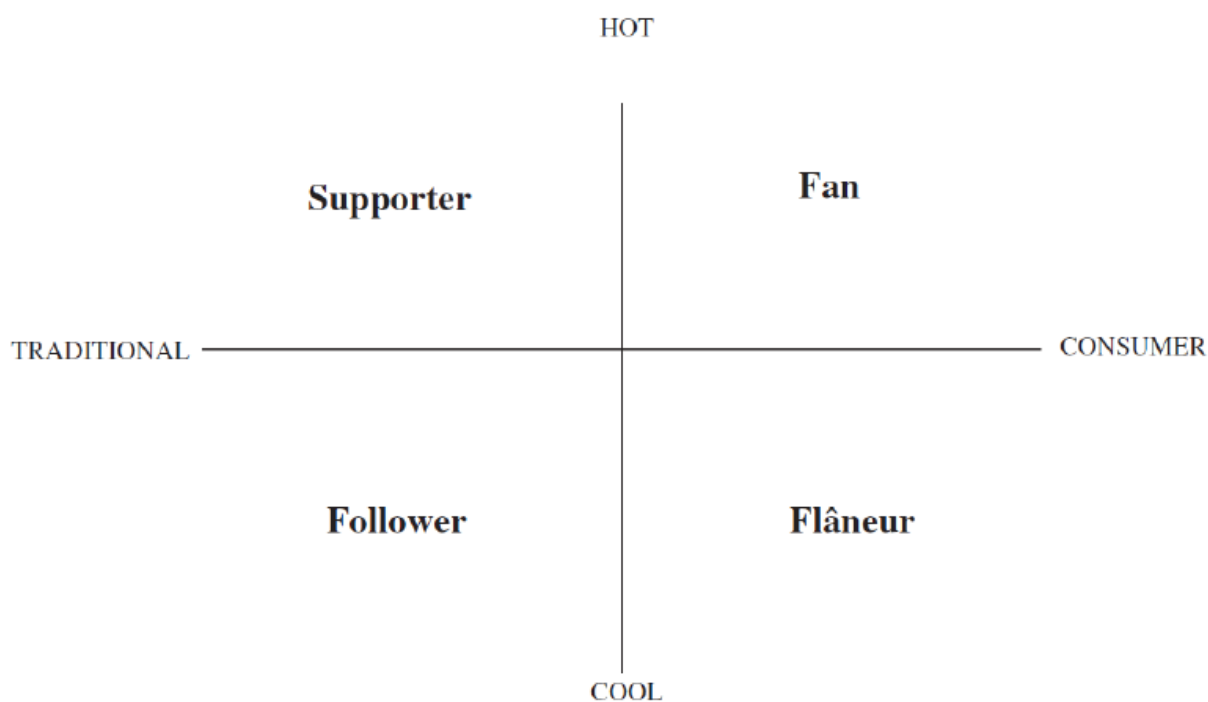 HOT
Supporter
Fan
TRADITIONAL
CONSUMER
Follower
Flâneur
COOL